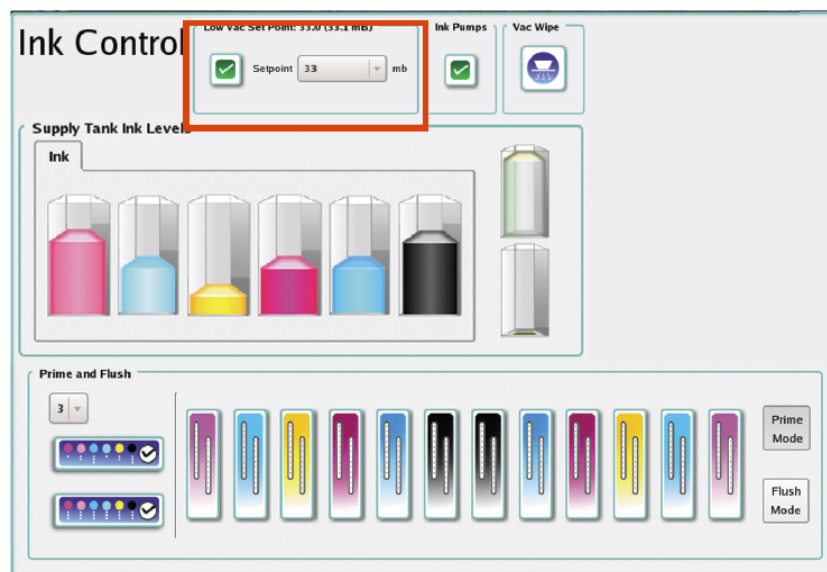 Ink Control
Low Vac Set Point: 33.0 (33.1 mB)
Setpoint 33 mb
Ink Pumps
Vac Wipe
Supply Tank Ink Levels
Ink
Prime and Flush
3
Prime
Mode
Flush
Mode